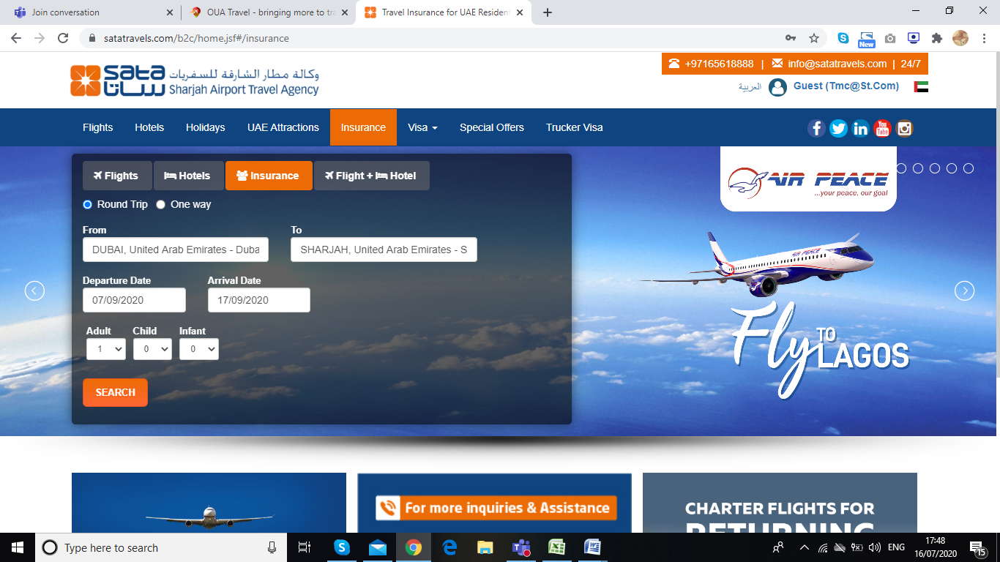 Join conversation
OUA Travel - bringing more to tra
Travel Insurance for UAE Residen
satatravels.com/b2c/home.jsf#/insurance
New
sata
ساتا
وكالة مطار الشارقة للسفريات
Sharjah Airport Travel Agency
+97165618888 | info@satatravels.com | 24/7
العربية Guest (Tmc@St.Com)
Flights Hotels Holidays UAE Attractions Insurance Visa Special Offers Trucker Visa
You Tube
Flights Hotels Insurance Flight + Hotel
Round Trip One way
From To
DUBAI, United Arab Emirates - Duba SHARJAH, United Arab Emirates - S
Departure Date Arrival Date
07/09/2020 17/09/2020
Adult Child Infant
1 0 0
SEARCH
AIR PEACE
...your peace, our goal
AIR PEACE
Fly TO LAGOS
For more inquiries & Assistance
CHARTER FLIGHTS FOR
RETURNING
Type here to search
ENG
17:48
16/07/2020
15